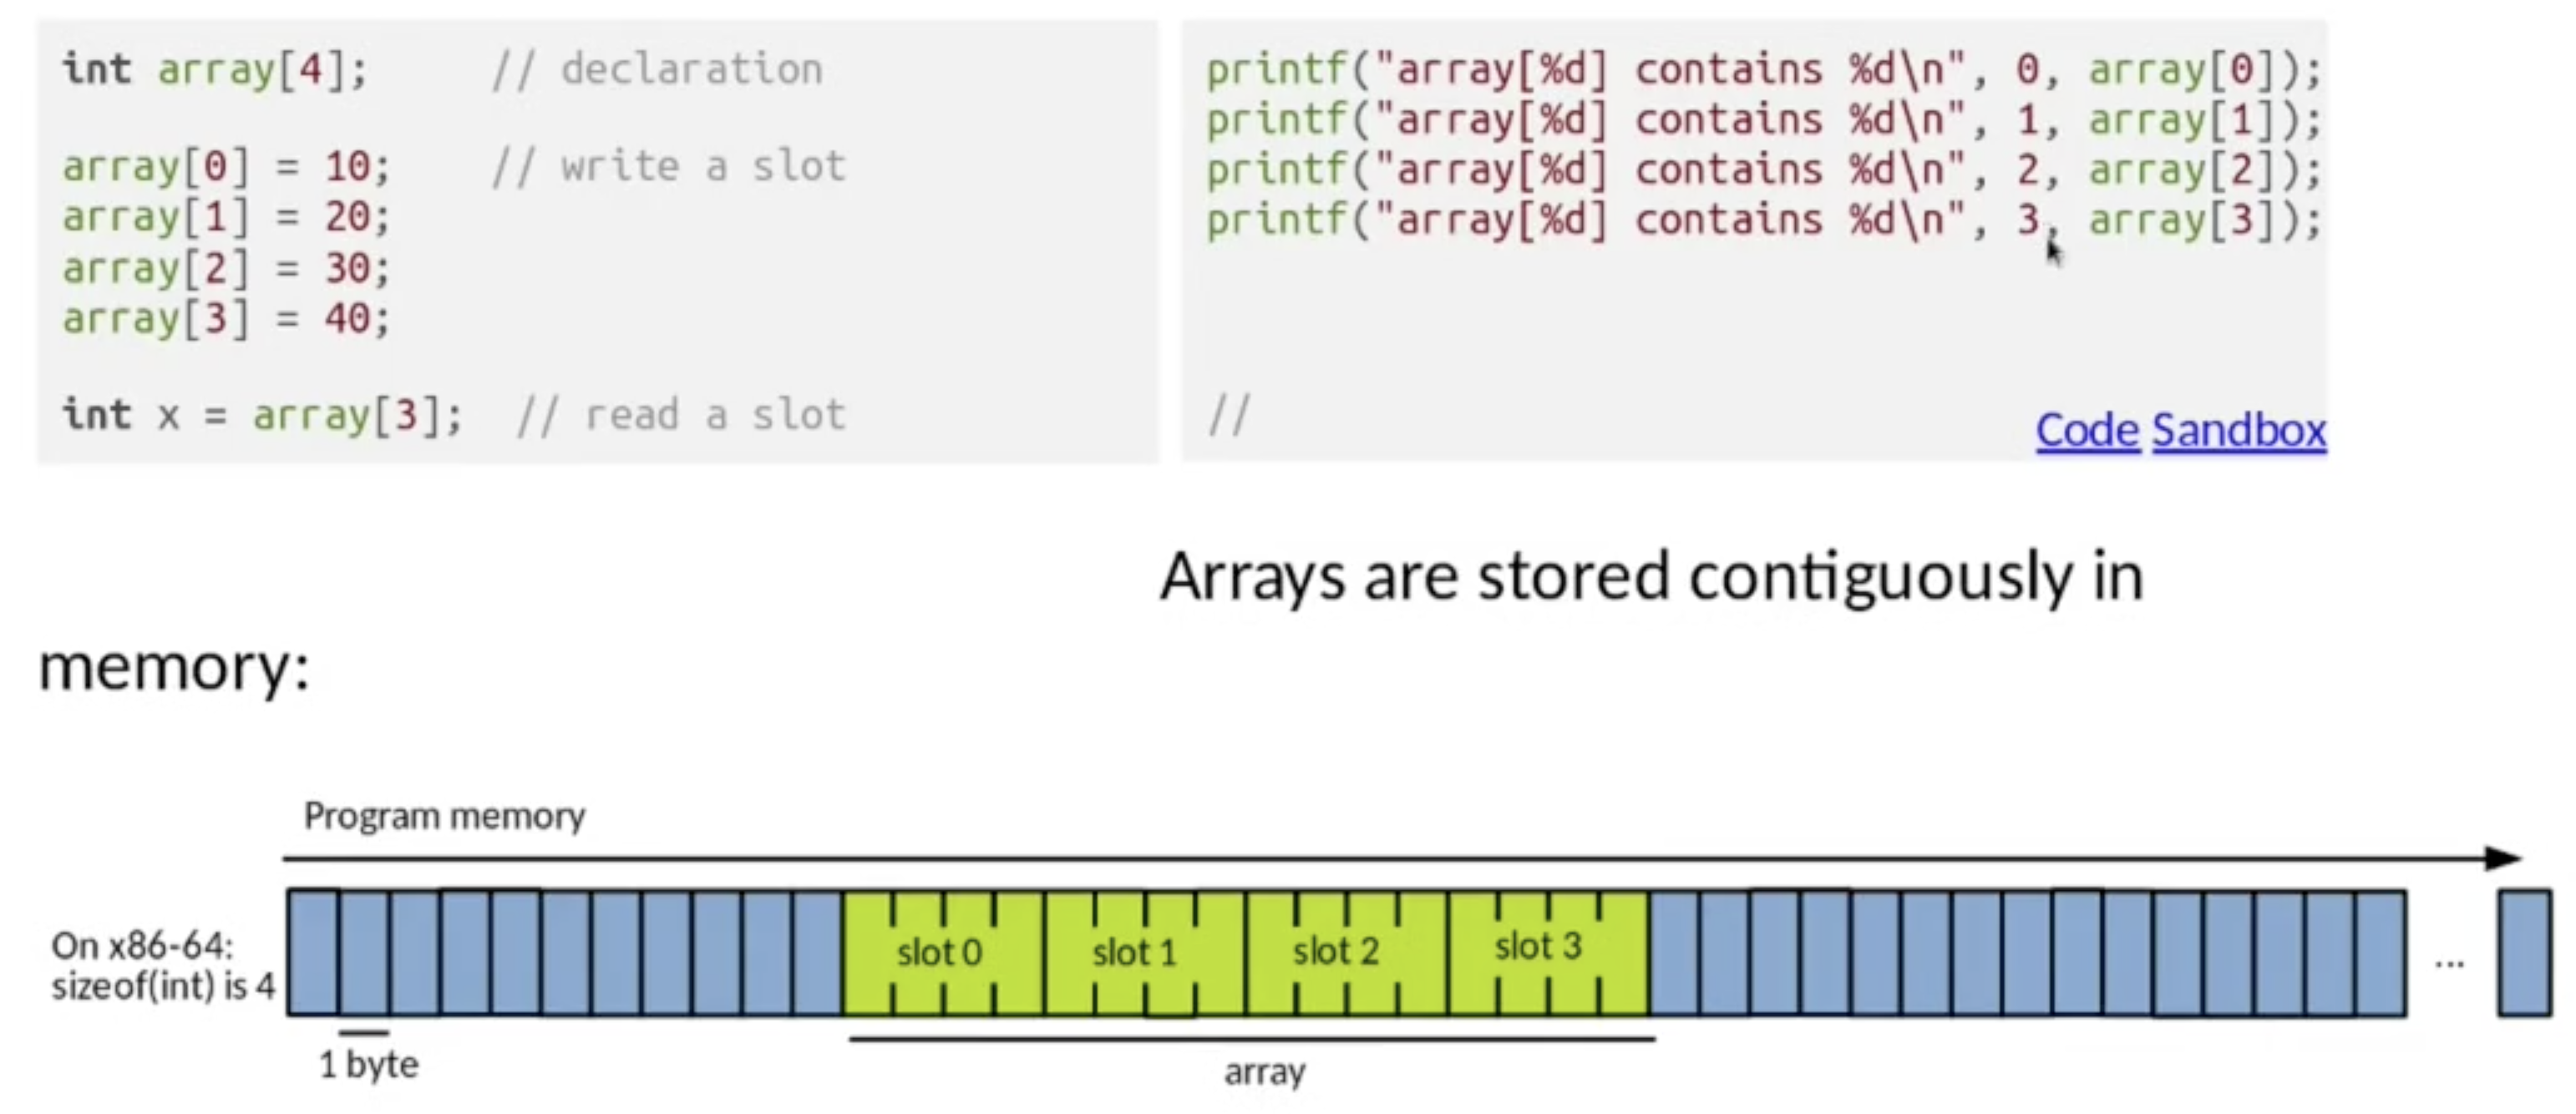 int array[4];     // declaration
array[0] = 10;    // write a slot
array[1] = 20;
array[2] = 30;
array[3] = 40;
int x = array[3];  // read a slot
printf("array[%d] contains %d\n", 0, array[0]);
printf("array[%d] contains %d\n", 1, array[1]);
printf("array[%d] contains %d\n", 2, array[2]);
printf("array[%d] contains %d\n", 3, array[3]);
//
Code Sandbox
Arrays are stored contiguously in
memory:
Program memory
On x86-64:
sizeof(int) is 4
slot 0 slot 1 slot 2 slot 3
...
1 byte
array